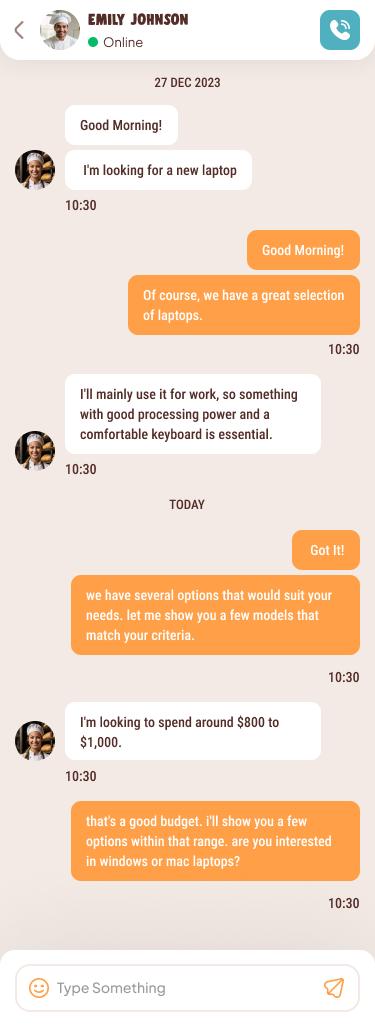 EMILY JOHNSON
Online
27 DEC 2023
Good Morning!
I'm looking for a new laptop
10:30
Good Morning!
Of course, we have a great selection
of laptops.
10:30
I'll mainly use it for work, so something
with good processing power and a
comfortable keyboard is essential.
10:30
TODAY
Got It!
we have several options that would suit your
needs. let me show you a few models that
match your criteria.
10:30
I'm looking to spend around $800 to
$1,000.
10:30
that's a good budget. i'll show you a few
options within that range. are you interested
in windows or mac laptops?
10:30
Type Something